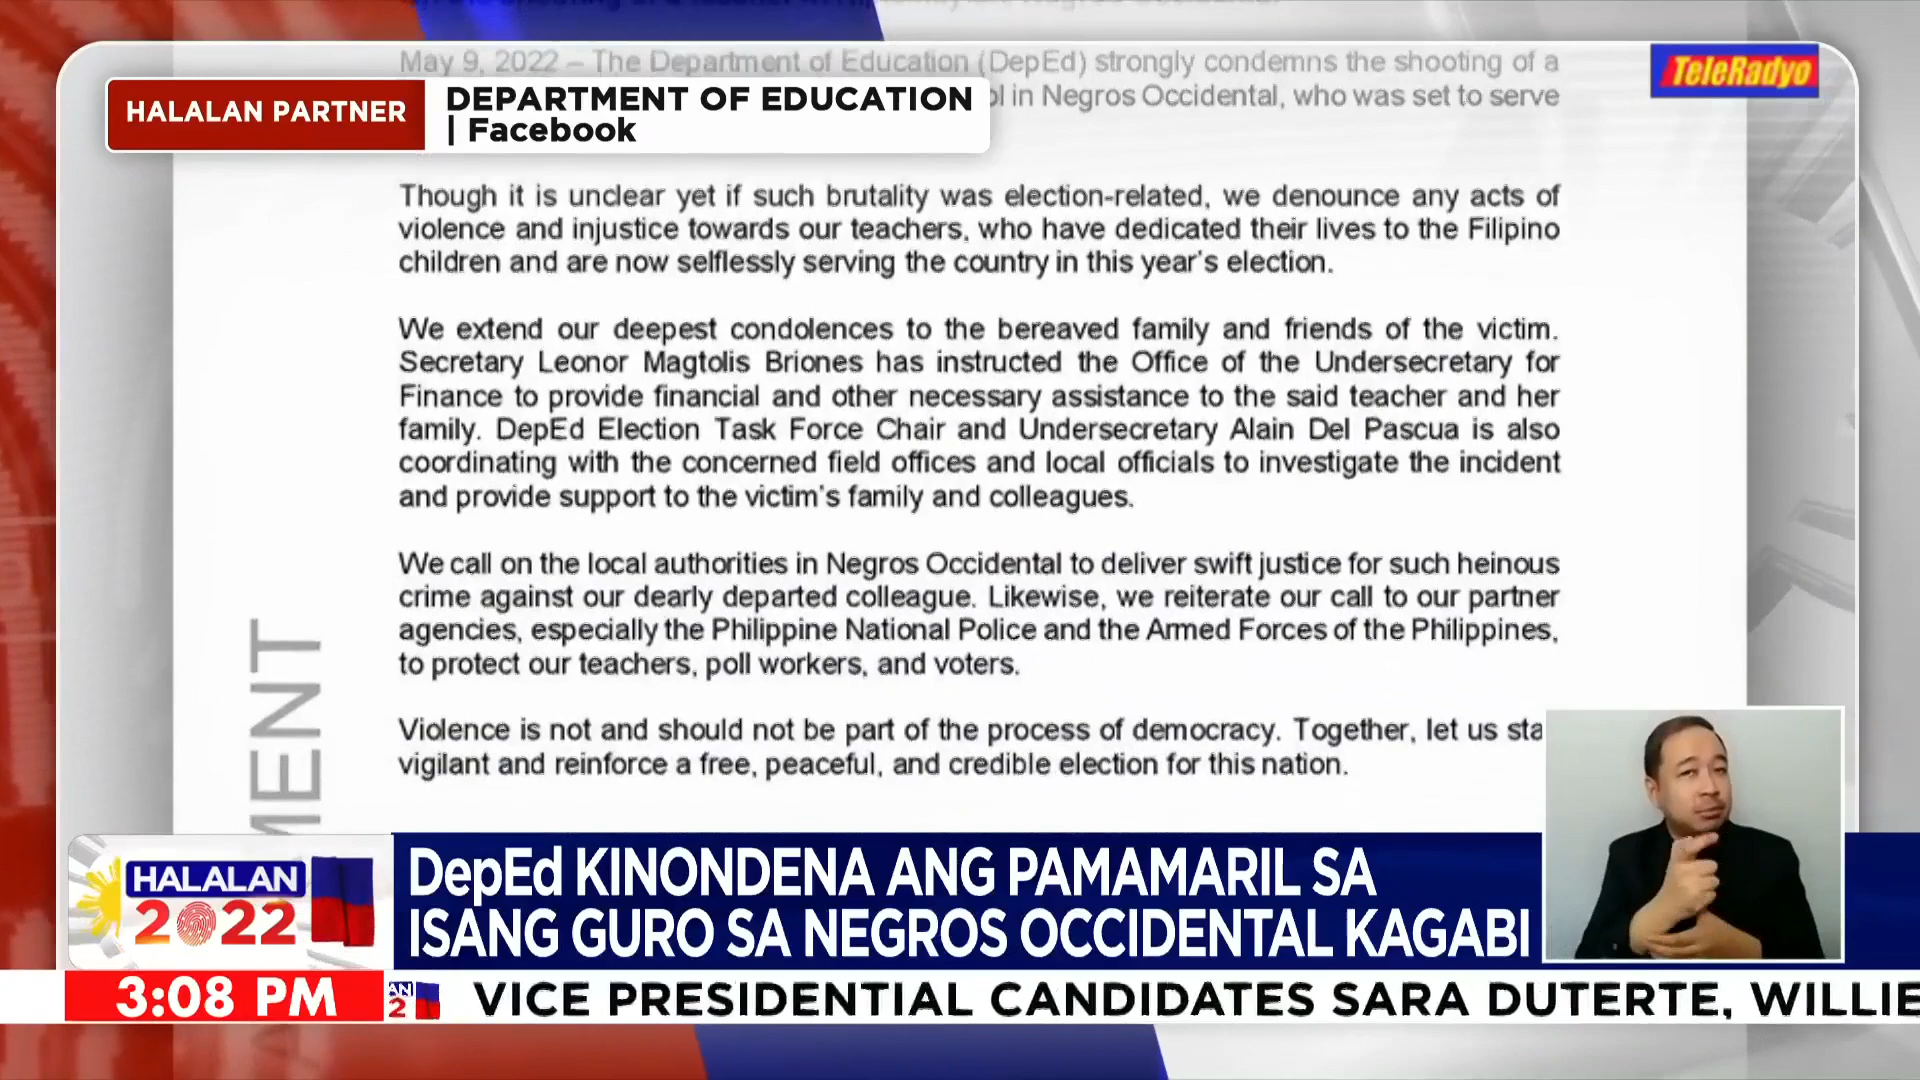 May 9, 2022 – The Department of Education (DepEd) strongly condemns the shooting of a
in Negros Occidental, who was set to serve
TeleRadyo
HALALAN PARTNER
DEPARTMENT OF EDUCATION
| Facebook
Though it is unclear yet if such brutality was election-related, we denounce any acts of
violence and injustice towards our teachers, who have dedicated their lives to the Filipino
children and are now selflessly serving the country in this year's election.
We extend our deepest condolences to the bereaved family and friends of the victim.
Secretary Leonor Magtolis Briones has instructed the Office of the Undersecretary for
Finance to provide financial and other necessary assistance to the said teacher and her
family. DepEd Election Task Force Chair and Undersecretary Alain Del Pascua is also
coordinating with the concerned field offices and local officials to investigate the incident
and provide support to the victim's family and colleagues.
We call on the local authorities in Negros Occidental to deliver swift justice for such heinous
crime against our dearly departed colleague. Likewise, we reiterate our call to our partner
agencies, especially the Philippine National Police and the Armed Forces of the Philippines,
to protect our teachers, poll workers, and voters.
Violence is not and should not be part of the process of democracy. Together, let us sta
vigilant and reinforce a free, peaceful, and credible election for this nation.
MENT
HALALAN
2022
DepEd KINONDENA ANG PAMAMARIL SA
ISANG GURO SA NEGROS OCCIDENTAL KAGABI
3:08 PM
VICE PRESIDENTIAL CANDIDATES SARA DUTERTE, WILLIE